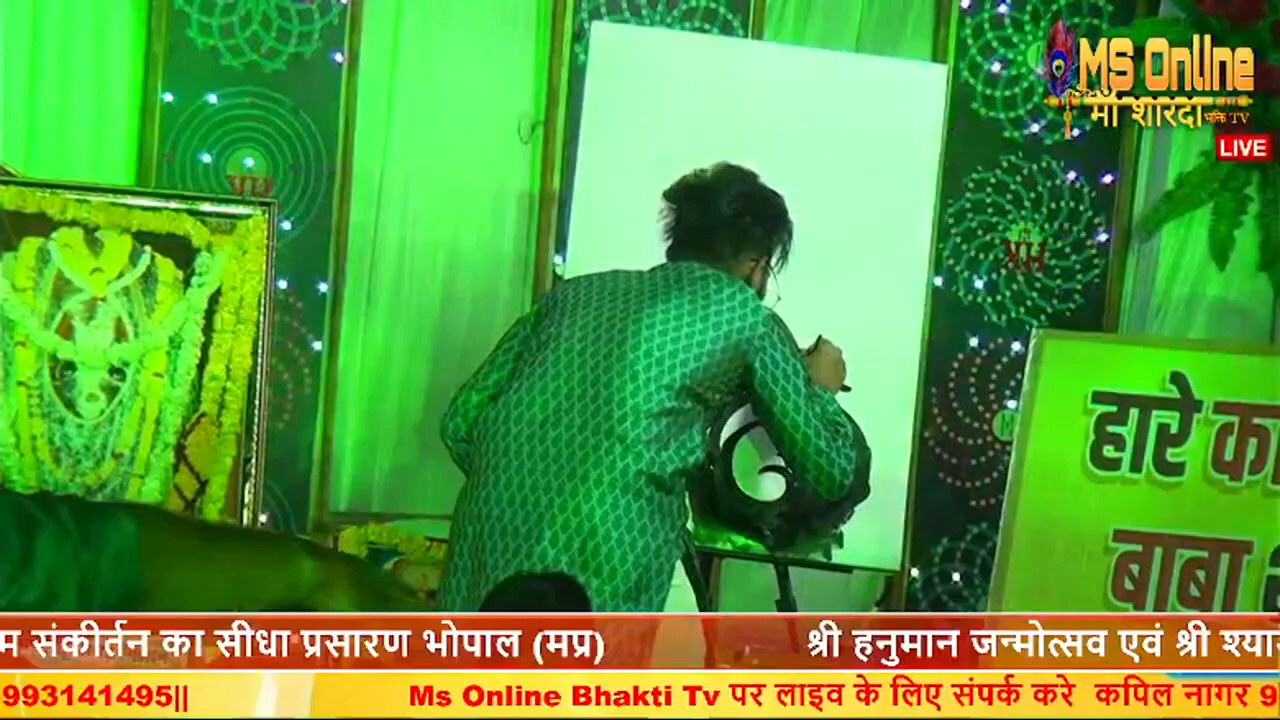 MS Online
माँ शारदा भक्ति TV
LIVE
हारे का
बाबा
म संकीर्तन का सीधा प्रसारण भोपाल (मप्र) श्री हनुमान जन्मोत्सव एवं श्री श्या
993141495|| Ms Online Bhakti Tv पर लाइव के लिए संपर्क करे कपिल नागर 9